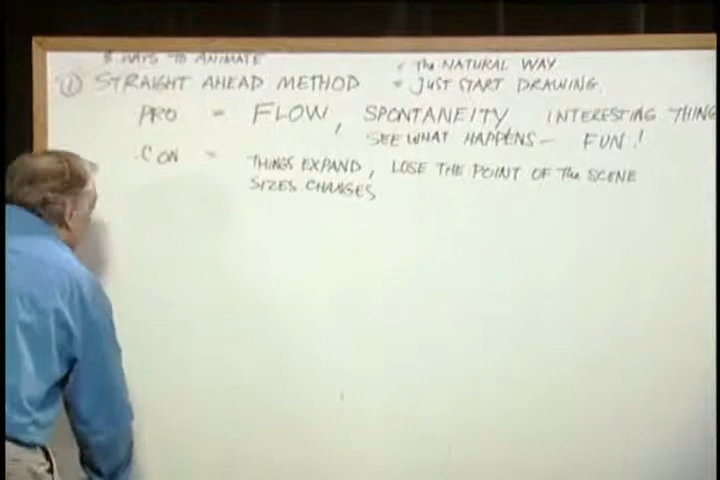 3 WAYS TO ANIMATE
① STRAIGHT AHEAD METHOD = The NATURAL WAY
= JUST START DRAWING.
PRO = FLOW, SPONTANEITY INTERESTING THING
SEE WHAT HAPPENS — FUN!
CON = THINGS EXPAND, LOSE THE POINT OF The SCENE
SIZES CHANGES